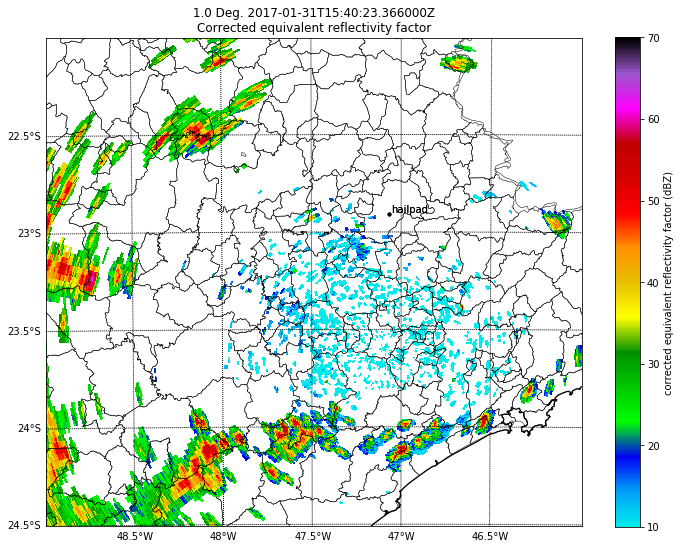 1.0 Deg. 2017-01-31T15:40:23.366000Z
Corrected equivalent reflectivity factor
70
60
50
40
30
20
10
corrected equivalent reflectivity factor (dBZ)
22.5°S
23°S
23.5°S
24°S
24.5°S
hailpad
48.5°W
48°W
47.5°W
47°W
46.5°W